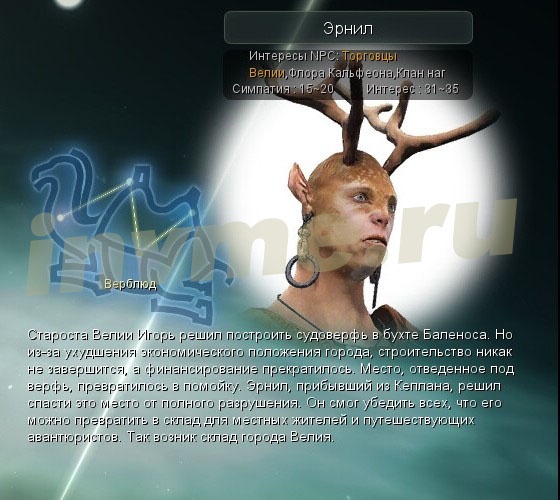 Эрнил
Интересы NPC: Торговцы
Велии,Флора Кальфеона,Клан наг
Симпатия : 15~20 Интерес : 31~35
Верблюд
Староста Велии Игорь решил построить судоверфь в бухте Баленоса. Но
из-за ухудшения экономического положения города, строительство никак
не завершится, а финансирование прекратилось. Место, отведенное под
верфь, превратилось в помойку. Эрнил, прибывший из Кеплана, решил
спасти это место от полного разрушения. Он смог убедить всех, что его
можно превратить в склад для местных жителей и путешествующих
авантюристов. Так возник склад города Велия.